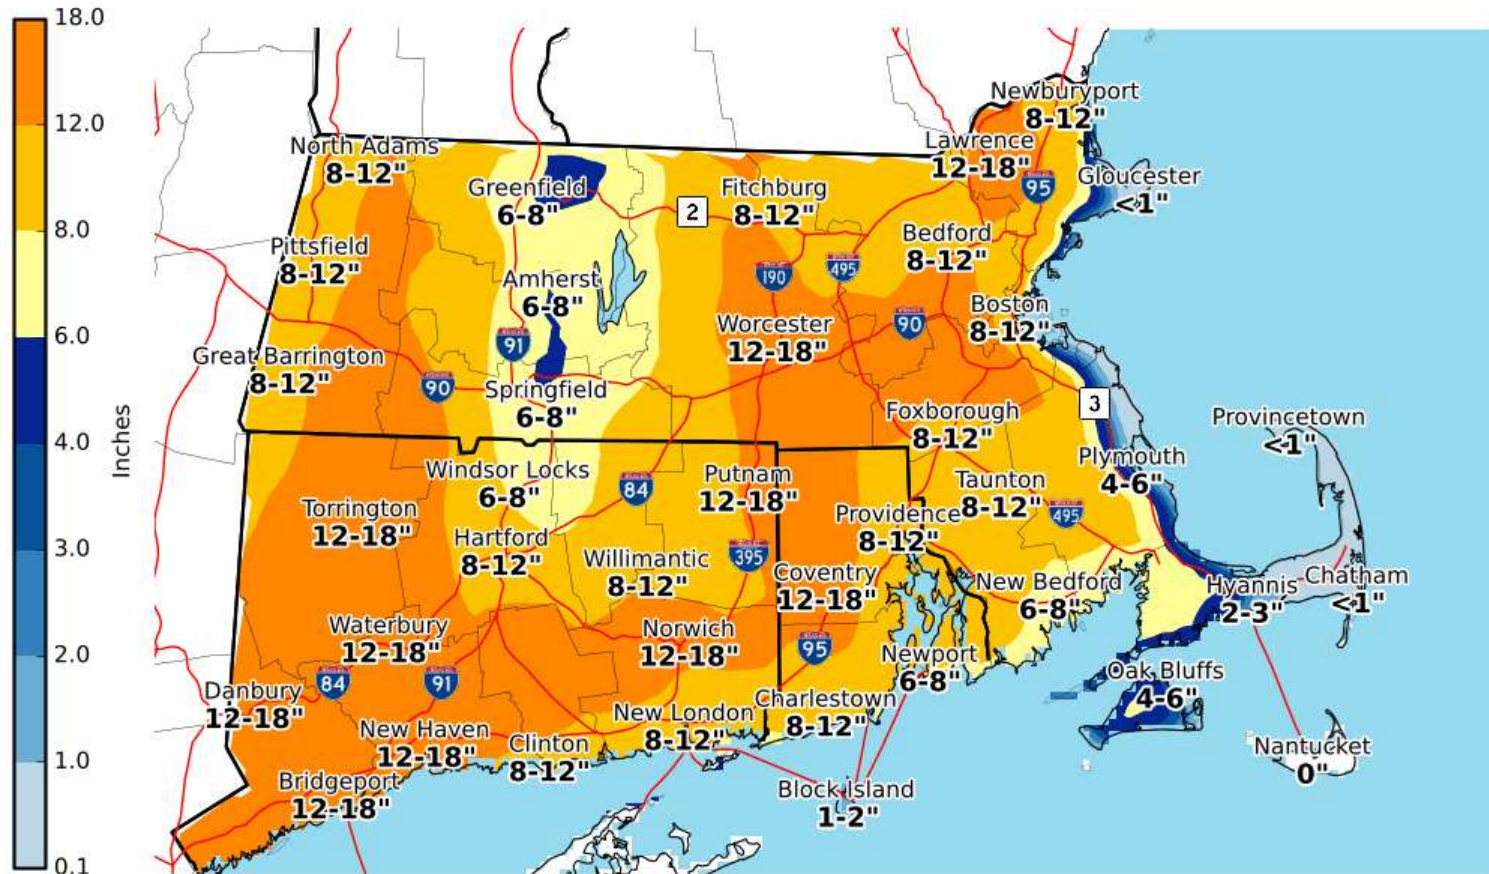 18.0
12.0
8.0
6.0
4.0
3.0
2.0
1.0
0.1
Inches
Newburyport
8-12"
North Adams
8-12"
Lawrence
12-18"
95
Gloucester
<1"
Greenfield
6-8"
2
Fitchburg
8-12"
Pittsfield
8-12"
Bedford
8-12"
Amherst
6-8"
190
495
Boston
8-12"
Worcester
12-18"
90
91
Great Barrington
8-12"
90
Springfield
6-8"
3
Foxborough
8-12"
Provincetown
<1"
Windsor Locks
6-8"
84
Putnam
12-18"
Plymouth
4-6"
Taunton
8-12"
495
Torrington
12-18"
Providence
8-12"
Hartford
8-12"
Willimantic
8-12"
395
Coventry
12-18"
New Bedford
6-8"
Hyannis
2-3"
Chatham
<1"
Waterbury
12-18"
Norwich
12-18"
95
Newport
6-8"
84
91
Danbury
12-18"
Oak Bluffs
4-6"
New Haven
12-18"
Clinton
8-12"
New London
8-12"
Charlestown
8-12"
Nantucket
0"
Bridgeport
12-18"
Block Island
1-2"